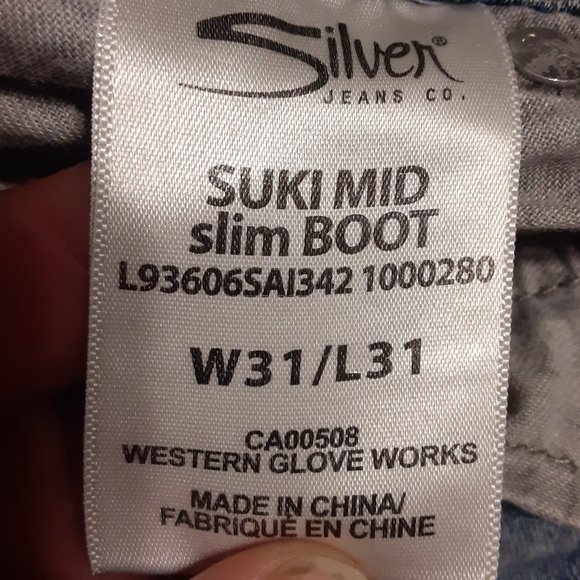 Silver®
JEANS CO.
SUKI MID
slim BOOT
L93606SAI342 1000280
W31/L31
CA00508
WESTERN GLOVE WORKS
MADE IN CHINA/
FABRIQUÉ EN CHINE